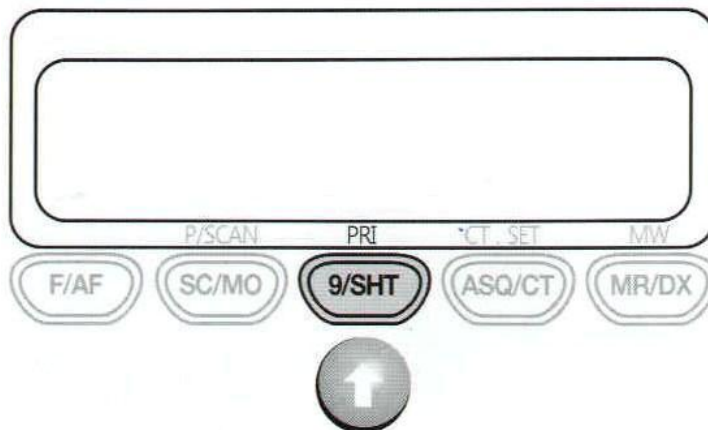 P/SCAN PRI CT . SET MW
F/AF SC/MO 9/SHT ASQ/CT MR/DX